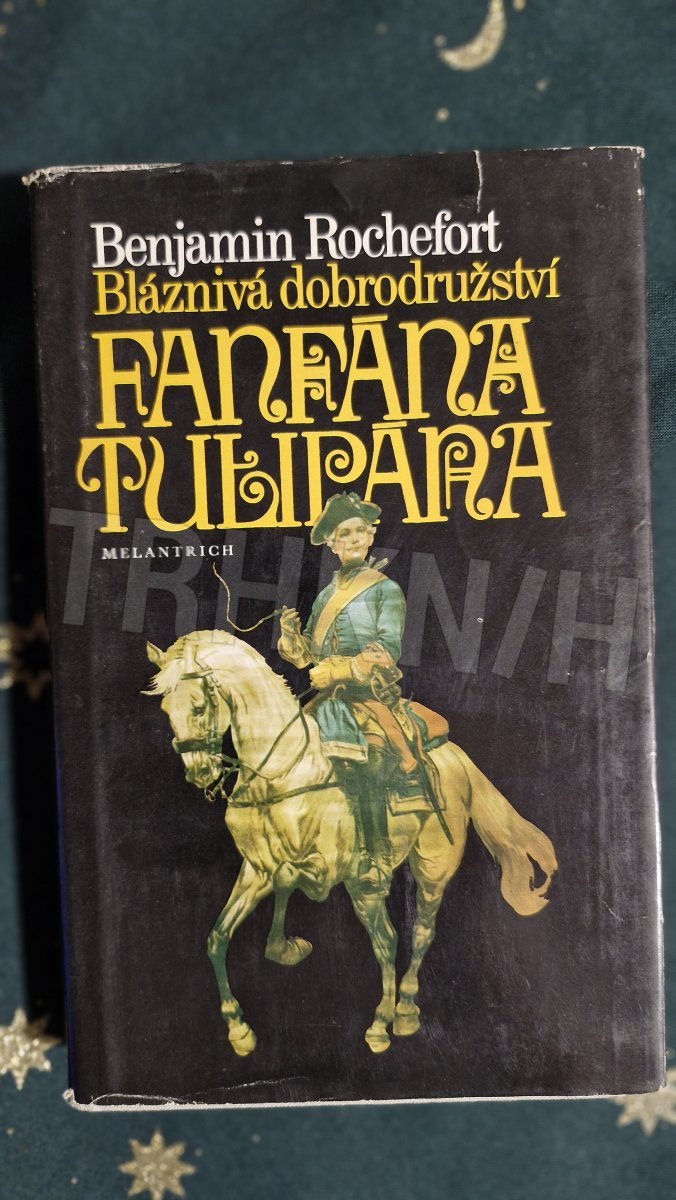 Benjamin Rochefort
Bláznivá dobrodružství
FANFÁNA
TULIPÁNA
MELANTRICH
TRHKNIH